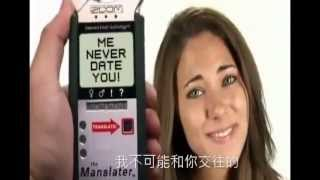 zoom
ME
NEVER
DATE
YOU!
TRANSLATE
the
Manslater
我不可能和你交往的